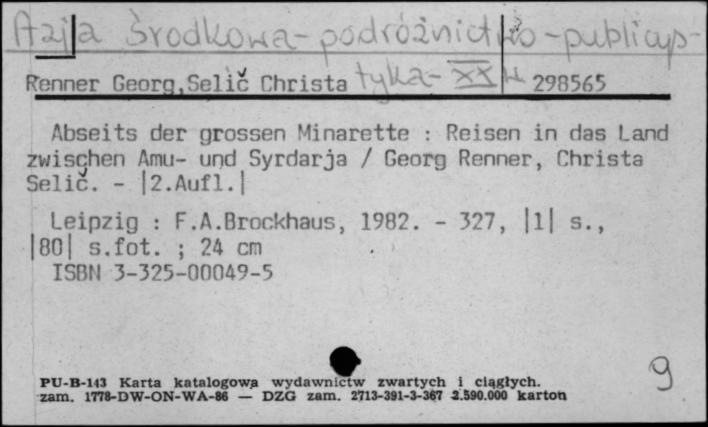 Azja Środkowa - podróżnictwo - publicys-
tyka - XX w.
Renner Georg, Selič Christa 298565
Abseits der grossen Minarette : Reisen in das Land
zwischen Amu- und Syrdarja / Georg Renner, Christa
Selič. - |2.Aufl.|
Leipzig : F.A.Brockhaus, 1982. - 327, |1| s.,
|80| s.fot. ; 24 cm
ISBN 3-325-00049-5
9
PU-B-143 Karta katalogowa wydawnictw zwartych i ciągłych.
zam. 1778-DW-ON-WA-86 — DZG zam. 2713-391-3-367 2.590.000 karton